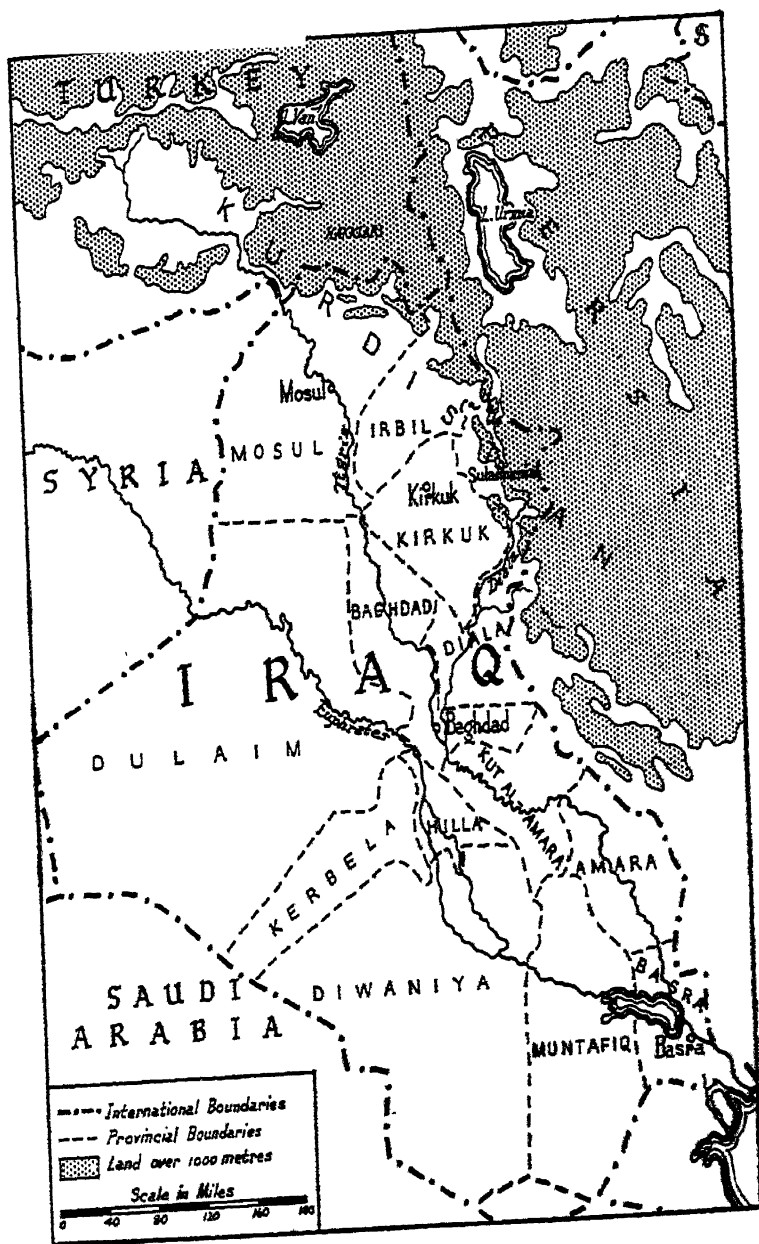 S
TURKEY
L.Van
L.Urmia
HAKKIARI
KURDISTAN
PERSIA
Mosul
MOSUL
Tigris
IRBIL
SYRIA
Kirkuk
KIRKUK
Sulaimaniya
BAGHDAD
DIALA
IRAQ
Euphrates
Baghdad
DULAIM
KUT AL AMARA
HILLA
KERBELA
AMARA
SAUDI
ARABIA
DIWANIYA
BASRA
MUNTAFIQ
Basra
International Boundaries
Provincial Boundaries
Land over 1000 metres
Scale in Miles
0 40 80 120 160